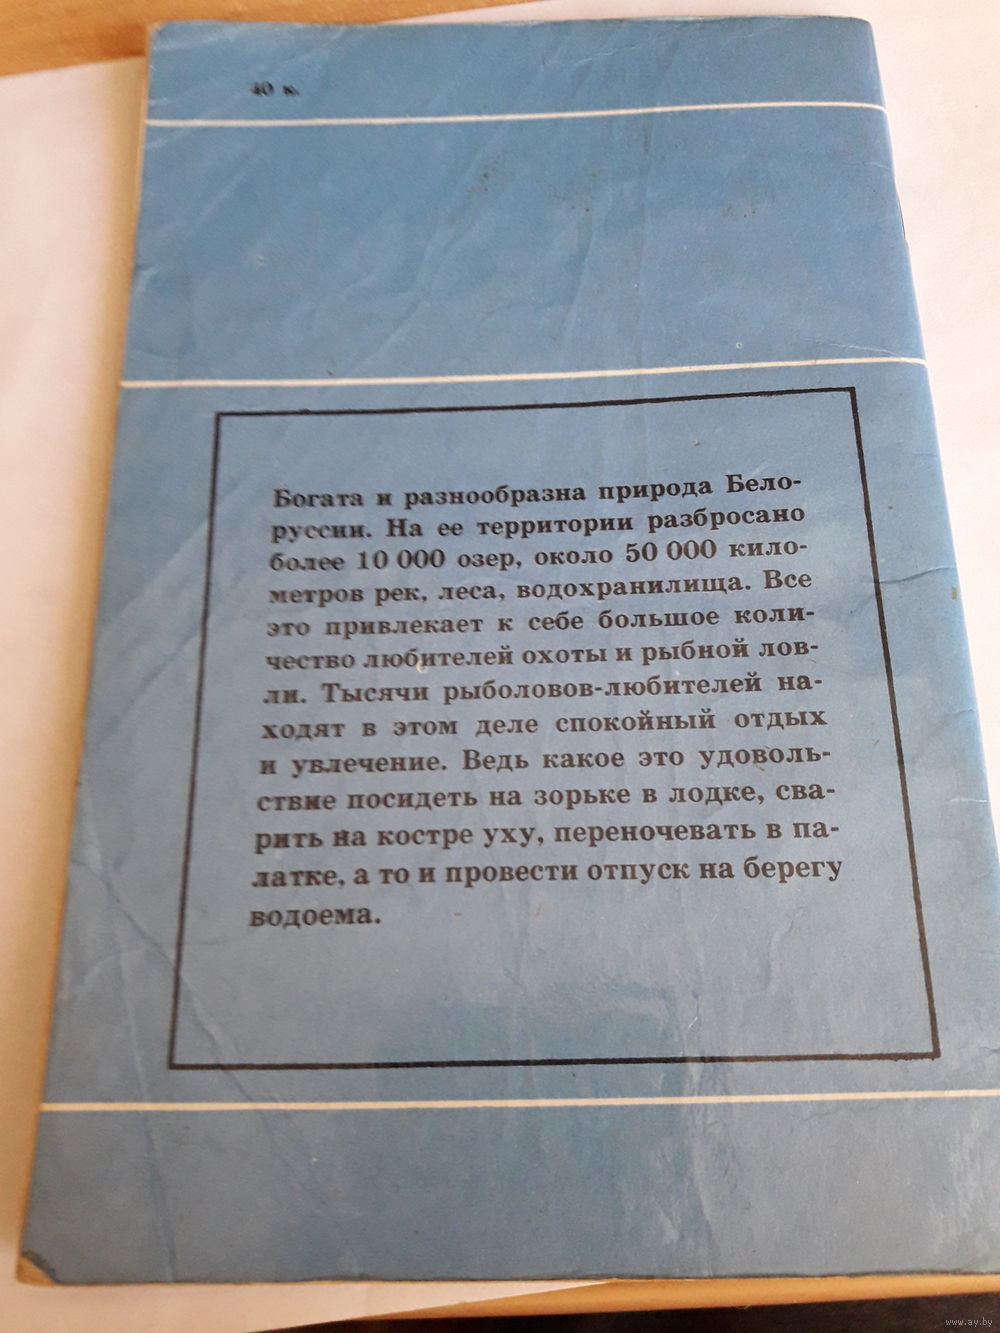 40 к.
Богата и разнообразна природа Бело-
руссии. На ее территории разбросано
более 10 000 озер, около 50 000 кило-
метров рек, леса, водохранилища. Все
это привлекает к себе большое коли-
чество любителей охоты и рыбной лов-
ли. Тысячи рыболовов-любителей на-
ходят в этом деле спокойный отдых
и увлечение. Ведь какое это удоволь-
ствие посидеть на зорьке в лодке, сва-
рить на костре уху, переночевать в па-
латке, а то и провести отпуск на берегу
водоема.
www.ay.by